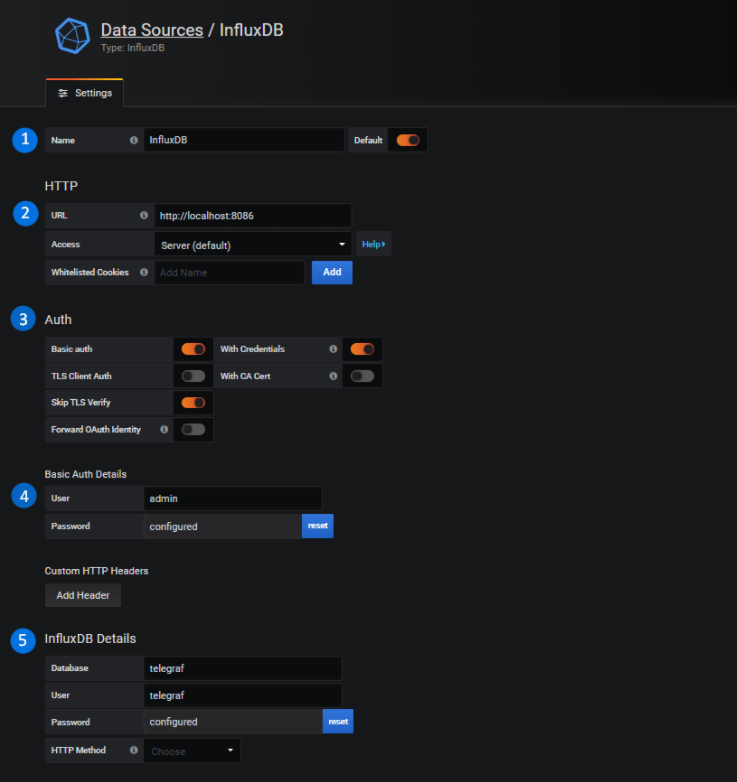 Data Sources / InfluxDB
Type: InfluxDB
Settings
1 Name InfluxDB Default
HTTP
2 URL http://localhost:8086
Access Server (default) Help
Whitelisted Cookies Add Name Add
3 Auth
Basic auth With Credentials
TLS Client Auth With CA Cert
Skip TLS Verify
Forward OAuth Identity
Basic Auth Details
4 User admin
Password configured reset
Custom HTTP Headers
Add Header
5 InfluxDB Details
Database telegraf
User telegraf
Password configured reset
HTTP Method Choose